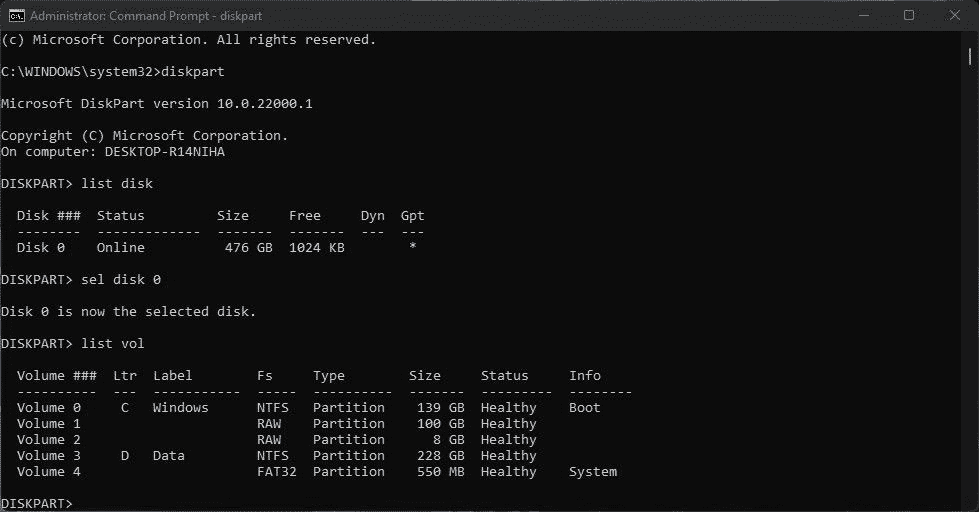 Administrator: Command Prompt - diskpart
(c) Microsoft Corporation. All rights reserved.
C:\WINDOWS\system32>diskpart
Microsoft DiskPart version 10.0.22000.1
Copyright (C) Microsoft Corporation.
On computer: DESKTOP-R14NIHA
DISKPART> list disk
  Disk ###  Status         Size     Free     Dyn  Gpt
  --------  -------------  -------  -------  ---  ---
  Disk 0    Online          476 GB  1024 KB        *
DISKPART> sel disk 0
Disk 0 is now the selected disk.
DISKPART> list vol
  Volume ###  Ltr  Label        Fs     Type        Size     Status     Info
  ----------  ---  -----------  -----  ----------  -------  ---------  --------
  Volume 0     C   Windows      NTFS   Partition    139 GB  Healthy    Boot
  Volume 1                      RAW    Partition    100 GB  Healthy
  Volume 2                      RAW    Partition      8 GB  Healthy
  Volume 3     D   Data         NTFS   Partition    228 GB  Healthy
  Volume 4                      FAT32  Partition    550 MB  Healthy    System
DISKPART>